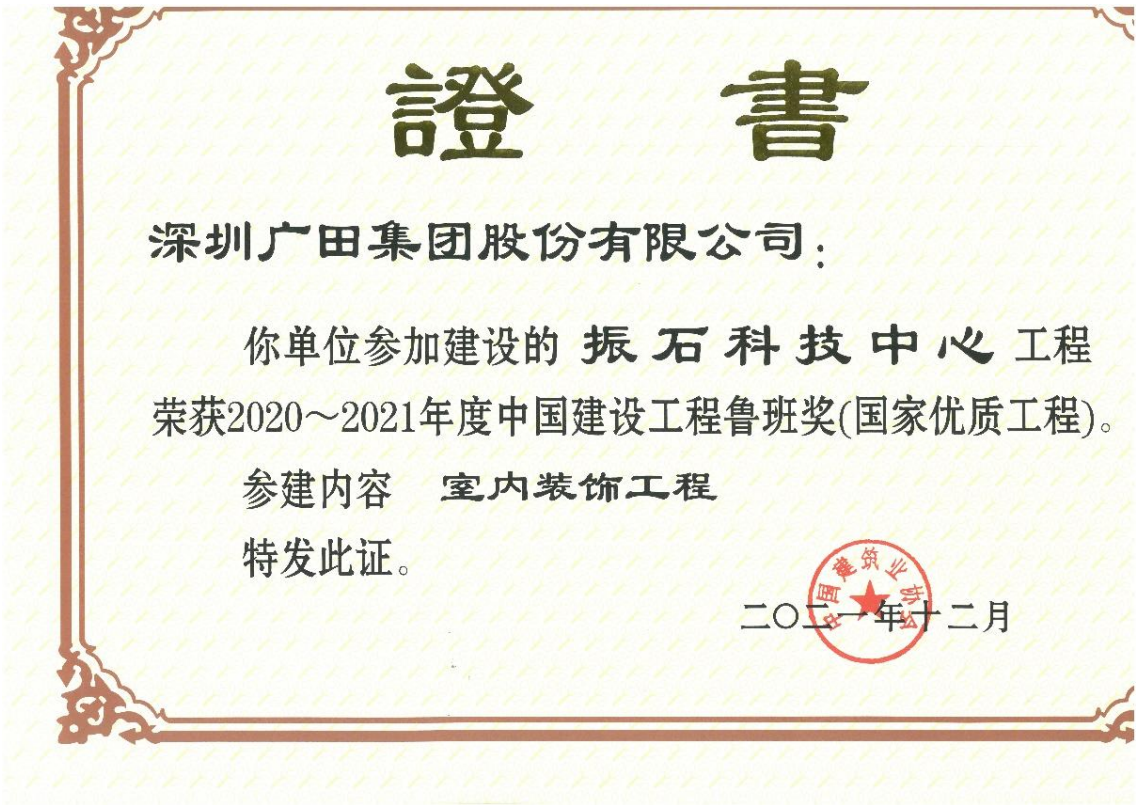 證 書
深圳广田集团股份有限公司：
你单位参加建设的 振石科技中心 工程
荣获2020～2021年度中国建设工程鲁班奖(国家优质工程)。
参建内容 室内装饰工程
特发此证。
中国建筑业协会
二〇二一年十二月